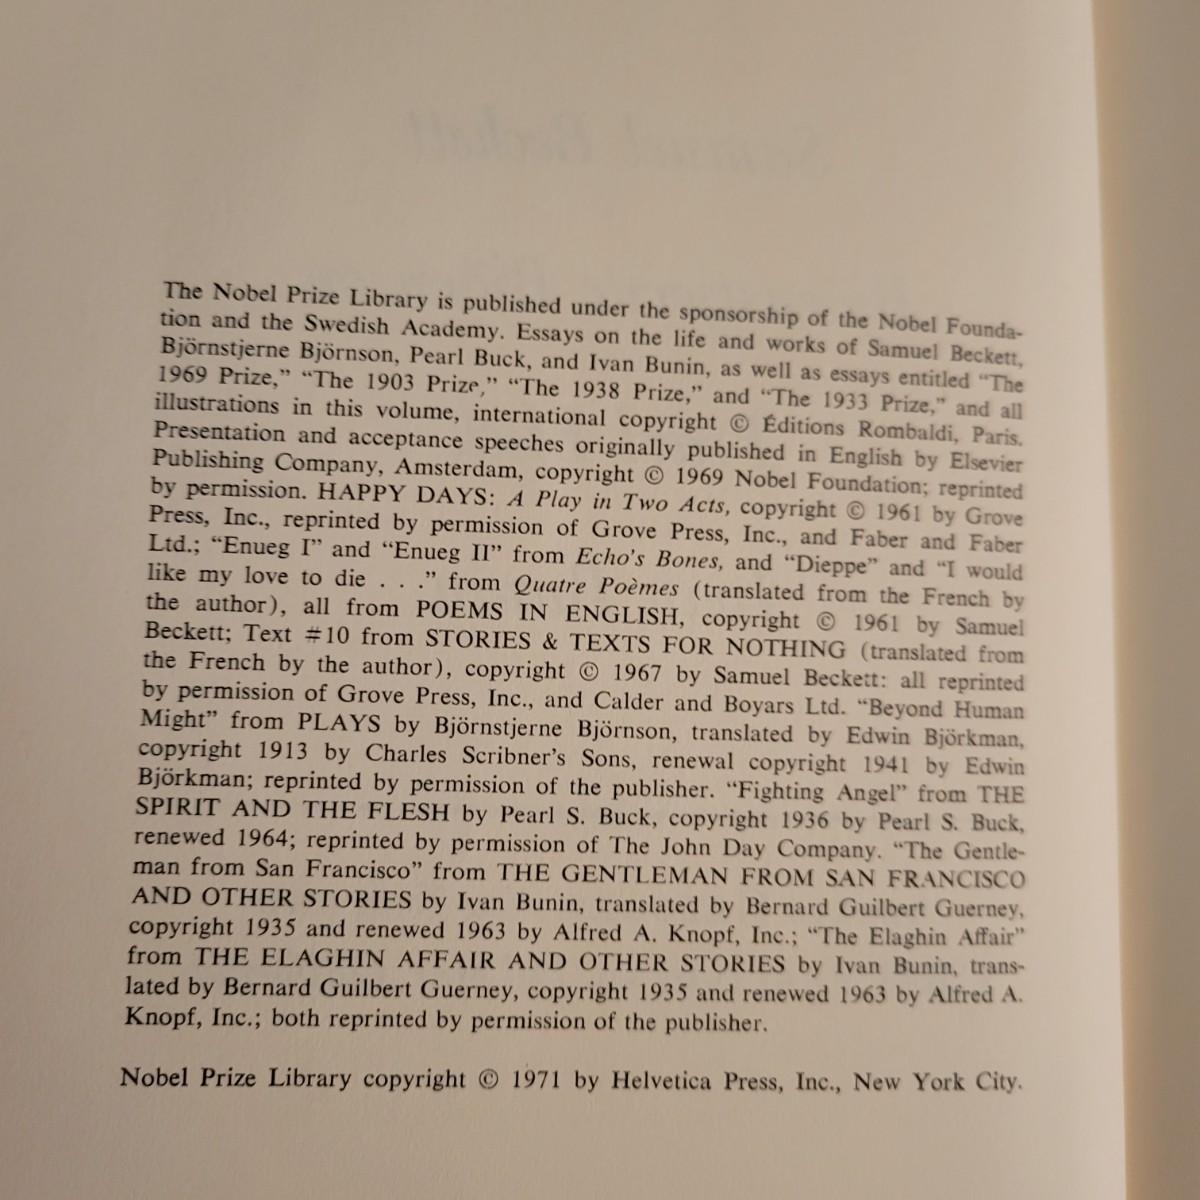 The Nobel Prize Library is published under the sponsorship of the Nobel Founda-
tion and the Swedish Academy. Essays on the life and works of Samuel Beckett,
Björnstjerne Björnson, Pearl Buck, and Ivan Bunin, as well as essays entitled “The
1969 Prize,” “The 1903 Prize,” “The 1938 Prize,” and “The 1933 Prize,” and all
illustrations in this volume, international copyright © Éditions Rombaldi, Paris.
Presentation and acceptance speeches originally published in English by Elsevier
Publishing Company, Amsterdam, copyright © 1969 Nobel Foundation; reprinted
by permission. HAPPY DAYS: A Play in Two Acts, copyright © 1961 by Grove
Press, Inc., reprinted by permission of Grove Press, Inc., and Faber and Faber
Ltd.; “Enueg I” and “Enueg II” from Echo's Bones, and “Dieppe” and “I would
like my love to die . . .” from Quatre Poèmes (translated from the French by
the author), all from POEMS IN ENGLISH, copyright © 1961 by Samuel
Beckett; Text #10 from STORIES & TEXTS FOR NOTHING (translated from
the French by the author), copyright © 1967 by Samuel Beckett: all reprinted
by permission of Grove Press, Inc., and Calder and Boyars Ltd. “Beyond Human
Might” from PLAYS by Björnstjerne Björnson, translated by Edwin Björkman,
copyright 1913 by Charles Scribner's Sons, renewal copyright 1941 by Edwin
Björkman; reprinted by permission of the publisher. “Fighting Angel” from THE
SPIRIT AND THE FLESH by Pearl S. Buck, copyright 1936 by Pearl S. Buck,
renewed 1964; reprinted by permission of The John Day Company. “The Gentle-
man from San Francisco” from THE GENTLEMAN FROM SAN FRANCISCO
AND OTHER STORIES by Ivan Bunin, translated by Bernard Guilbert Guerney,
copyright 1935 and renewed 1963 by Alfred A. Knopf, Inc.; “The Elaghin Affair”
from THE ELAGHIN AFFAIR AND OTHER STORIES by Ivan Bunin, trans-
lated by Bernard Guilbert Guerney, copyright 1935 and renewed 1963 by Alfred A.
Knopf, Inc.; both reprinted by permission of the publisher.
Nobel Prize Library copyright © 1971 by Helvetica Press, Inc., New York City.